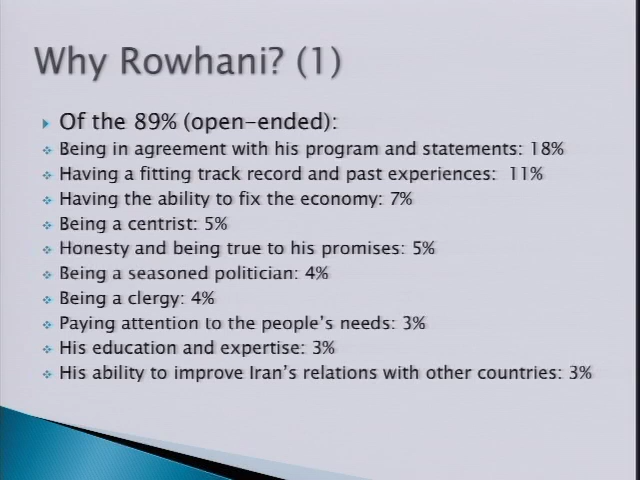 Why Rowhani? (1)
Of the 89% (open-ended):
Being in agreement with his program and statements: 18%
Having a fitting track record and past experiences: 11%
Having the ability to fix the economy: 7%
Being a centrist: 5%
Honesty and being true to his promises: 5%
Being a seasoned politician: 4%
Being a clergy: 4%
Paying attention to the people's needs: 3%
His education and expertise: 3%
His ability to improve Iran's relations with other countries: 3%